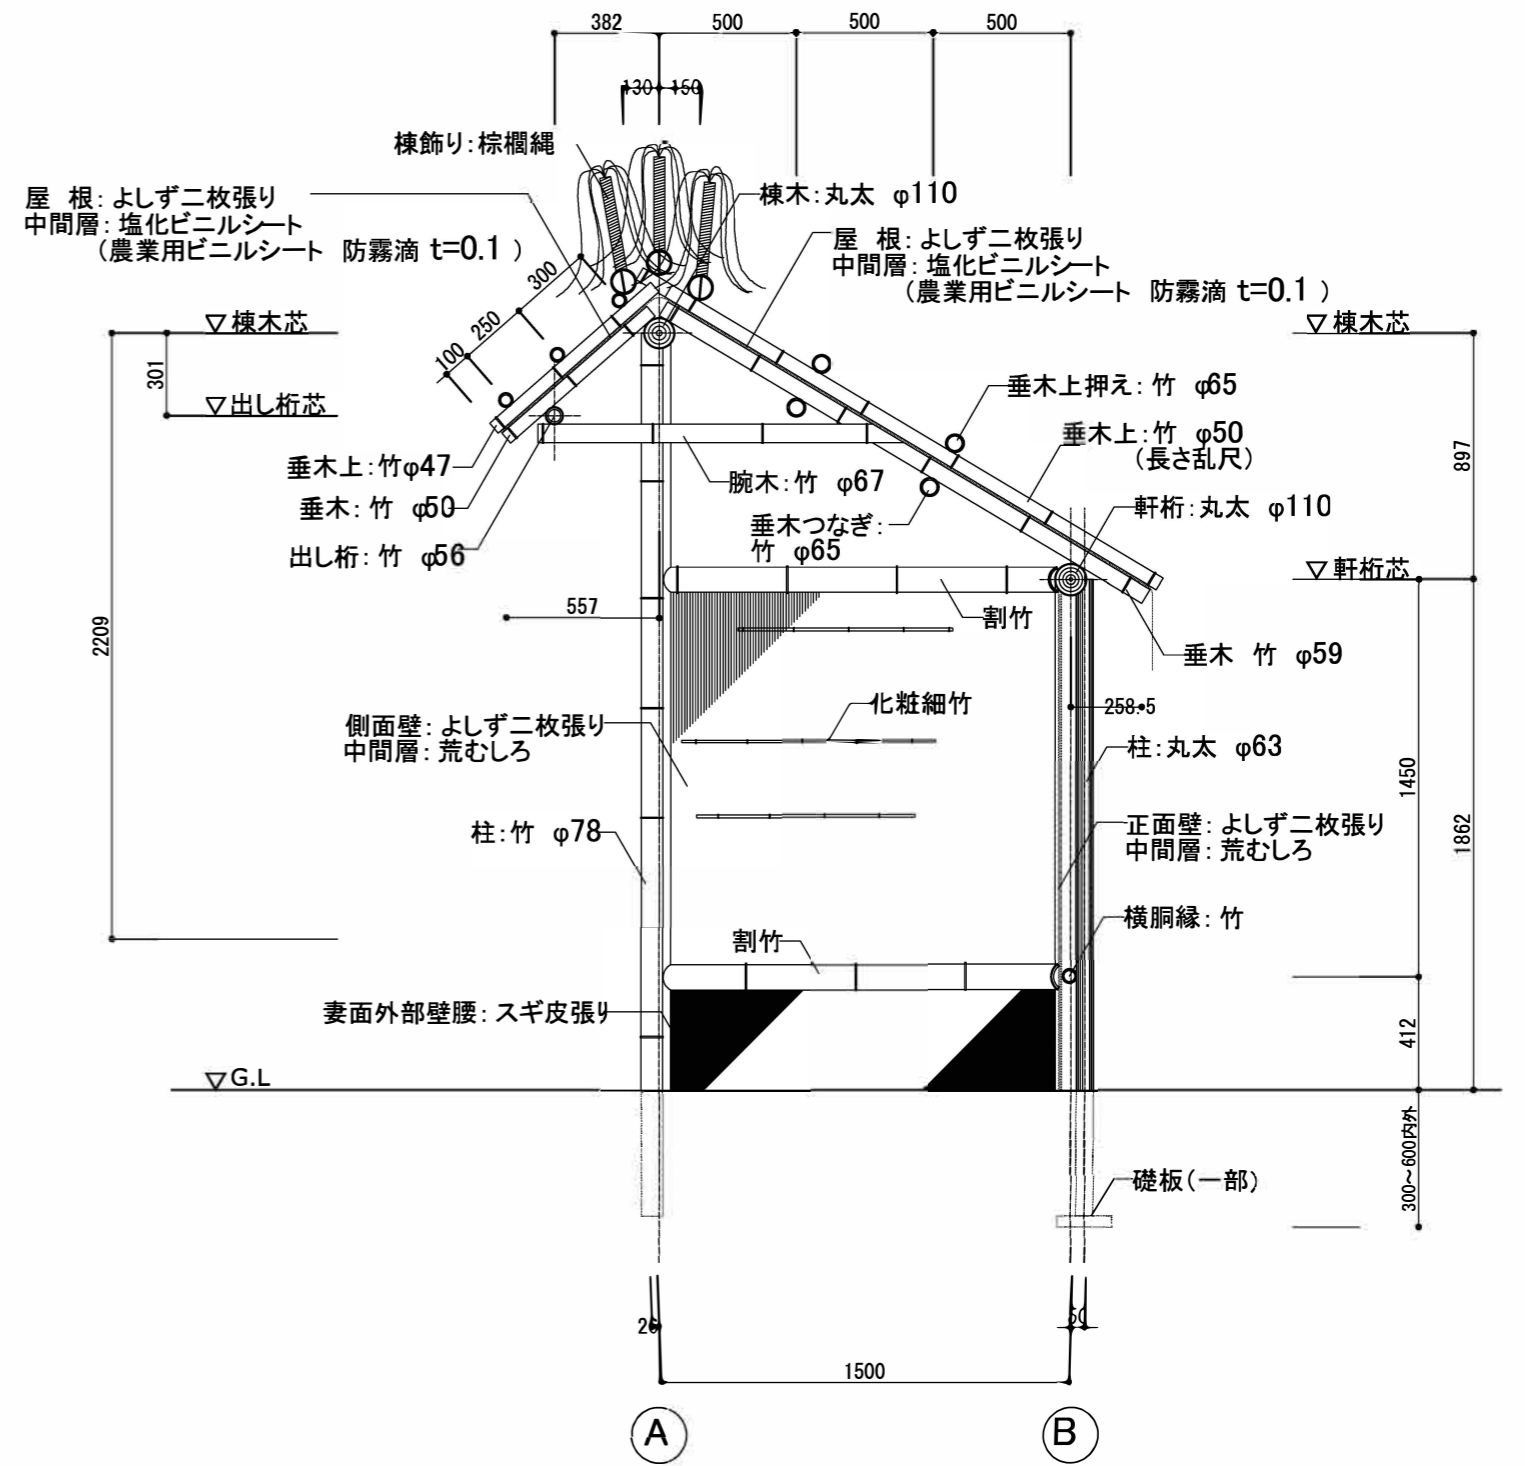 382
500
500
500
130
150
棟飾り：棕櫚縄
屋　根：よしず二枚張り
中間層：塩化ビニルシート
（農業用ビニルシート　防霧滴 t=0.1 ）
棟木：丸太　φ110
屋　根：よしず二枚張り
中間層：塩化ビニルシート
（農業用ビニルシート　防霧滴 t=0.1 ）
300
250
100
▽棟木芯
▽棟木芯
301
▽出し桁芯
垂木上押え：竹　φ65
垂木上：竹　φ50
（長さ乱尺）
897
垂木上：竹φ47
腕木：竹　φ67
垂木：竹　φ50
軒桁：丸太　φ110
垂木つなぎ：
竹　φ65
出し桁：竹　φ56
▽軒桁芯
557
割竹
2209
垂木　竹　φ59
化粧細竹
258.5
側面壁：よしず二枚張り
中間層：荒むしろ
柱：丸太　φ63
1450
柱：竹　φ78
正面壁：よしず二枚張り
中間層：荒むしろ
1862
横胴縁：竹
割竹
妻面外部壁腰：スギ皮張り
412
▽G.L
300~600内外
礎板（一部）
26
50
1500
A
B